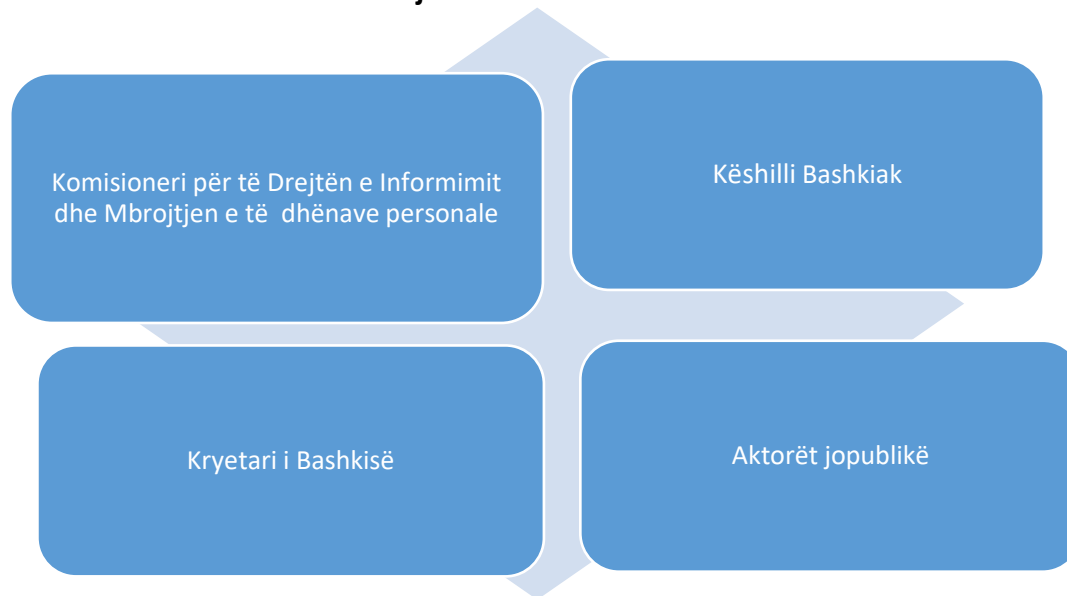 Komisioneri për të Drejtën e Informimit
dhe Mbrojtjen e të dhënave personale
Këshilli Bashkiak
Kryetari i Bashkisë
Aktorët jopublikë